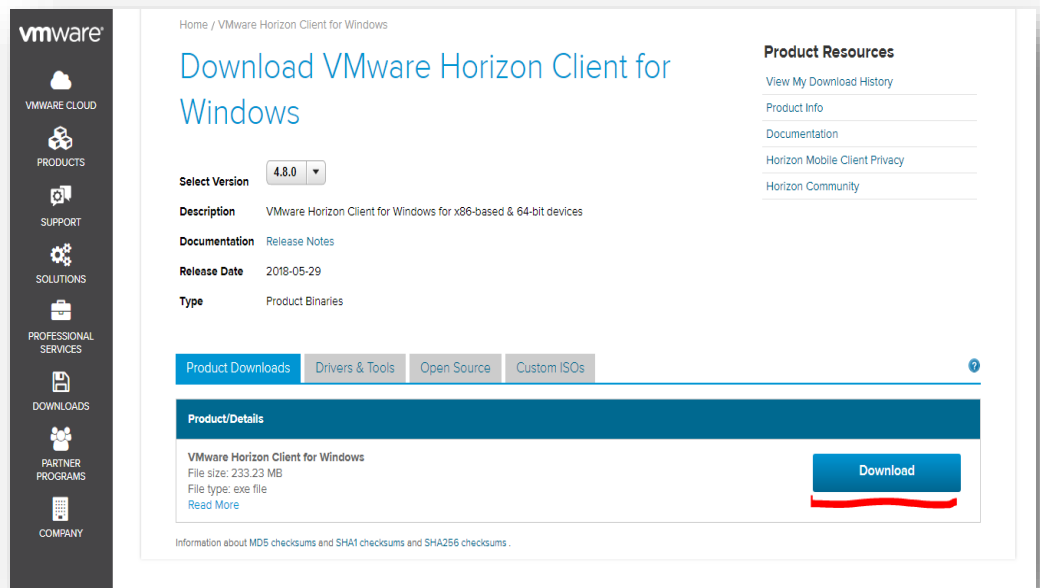 vmware®
VMWARE CLOUD
PRODUCTS
SUPPORT
SOLUTIONS
PROFESSIONAL
SERVICES
DOWNLOADS
PARTNER
PROGRAMS
COMPANY
Home / VMware Horizon Client for Windows
Download VMware Horizon Client for
Windows
Select Version 4.8.0
Description VMware Horizon Client for Windows for x86-based & 64-bit devices
Documentation Release Notes
Release Date 2018-05-29
Type Product Binaries
Product Resources
View My Download History
Product Info
Documentation
Horizon Mobile Client Privacy
Horizon Community
Product Downloads Drivers & Tools Open Source Custom ISOs ?
Product/Details
VMware Horizon Client for Windows
File size: 233.23 MB
File type: exe file
Read More
Download
Information about MD5 checksums and SHA1 checksums and SHA256 checksums .